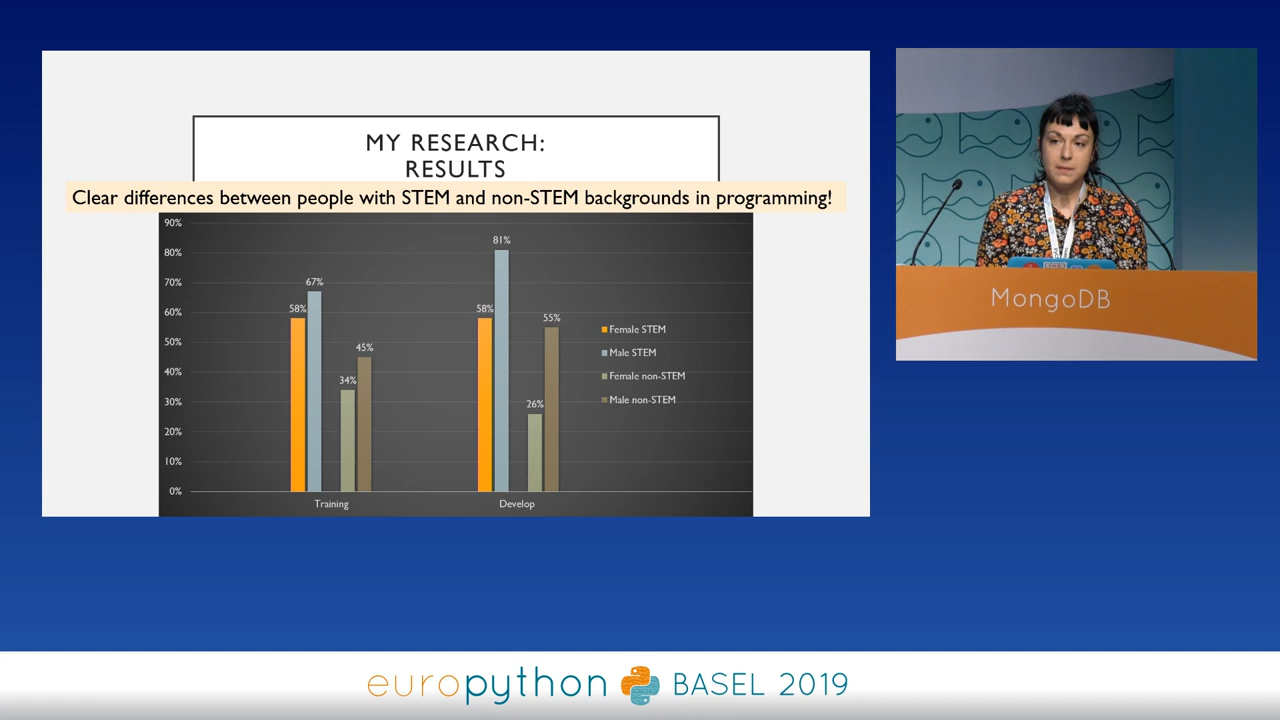 MY RESEARCH:
RESULTS
Clear differences between people with STEM and non-STEM backgrounds in programming!
90%
80%
70%
60%
50%
40%
30%
20%
10%
0%
58%
67%
34%
45%
58%
81%
26%
55%
Training
Develop
Female STEM
Male STEM
Female non-STEM
Male non-STEM
MongoDB
europython BASEL 2019